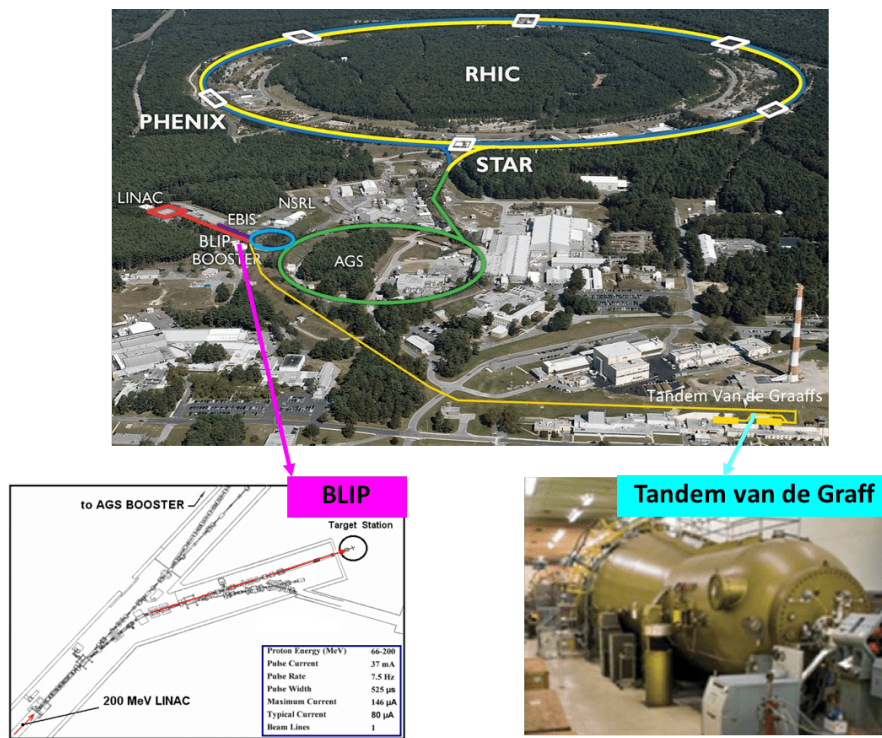 RHIC
PHENIX
STAR
LINAC
NSRL
EBIS
BLIP
BOOSTER
AGS
Tandem Van de Graaffs
BLIP
Tandem van de Graff
to AGS BOOSTER
Target Station
200 MeV LINAC
Proton Energy (MeV) 66-200
Pulse Current 37 mA
Pulse Rate 7.5 Hz
Pulse Width 525 µs
Maximum Current 146 µA
Typical Current 80 µA
Beam Lines 1